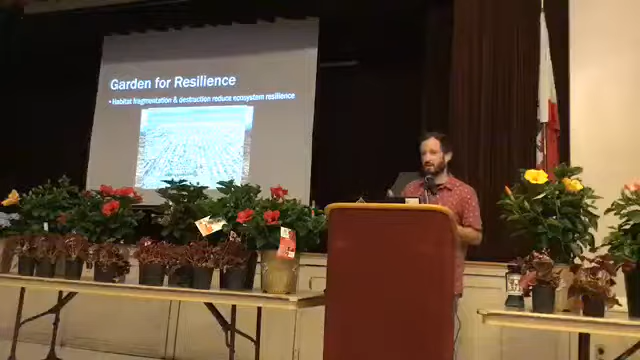 Garden for Resilience
• Habitat fragmentation & destruction reduce ecosystem resilience